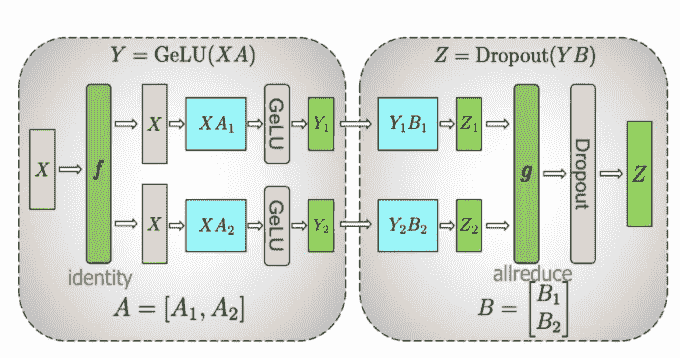 Y = GeLU(XA)
X
f
identity
X
XA₁
GeLU
Y₁
X
XA₂
GeLU
Y₂
A = [A₁, A₂]
Z = Dropout(YB)
Y₁B₁
Z₁
Y₂B₂
Z₂
g
allreduce
Dropout
Z
B = [B₁
B₂]